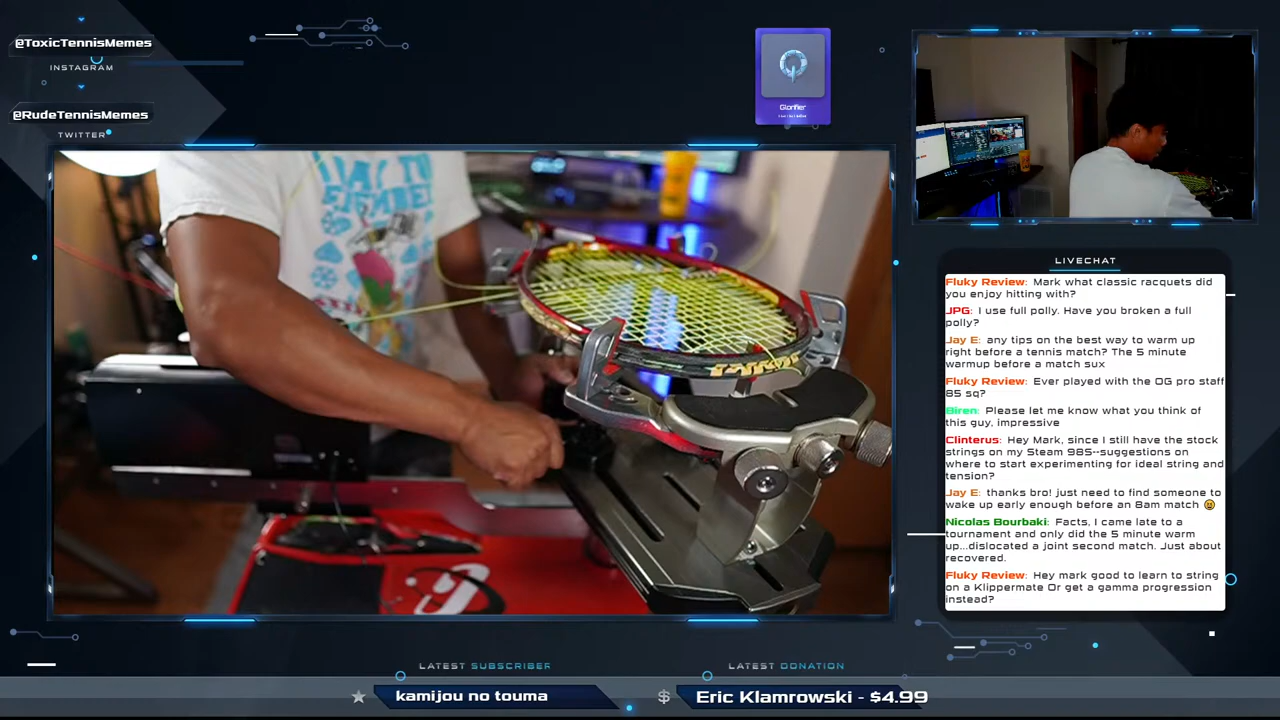 @ToxicTennisMemes
INSTAGRAM
@RudeTennisMemes
TWITTER
Glorifier
LIVECHAT
Fluky Review: Mark what classic racquets did
you enjoy hitting with?
JPG: I use full polly. Have you broken a full
polly?
Jay E: any tips on the best way to warm up
right before a tennis match? The 5 minute
warmup before a match sux
Fluky Review: Ever played with the OG pro staff
85 sq?
Biren: Please let me know what you think of
this guy, impressive
Clinterus: Hey Mark, since I still have the stock
strings on my Steam 98S--suggestions on
where to start experimenting for ideal string and
tension?
Jay E: thanks bro! just need to find someone to
wake up early enough before an 8am match
Nicolas Bourbaki: Facts, I came late to a
tournament and only did the 5 minute warm
up...dislocated a joint second match. Just about
recovered.
Fluky Review: Hey mark good to learn to string
on a Klippermate Or get a gamma progression
instead?
LATEST SUBSCRIBER
kamijou no touma
LATEST DONATION
$ Eric Klamrowski - $4.99